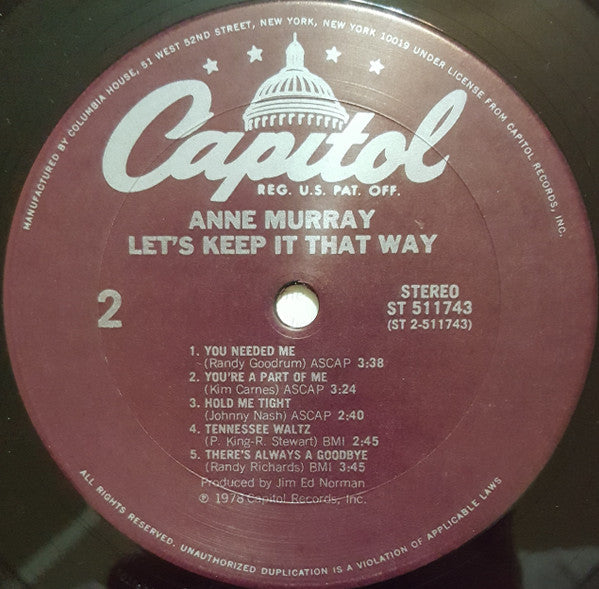 MANUFACTURED BY COLUMBIA HOUSE, 51 WEST 52ND STREET, NEW YORK, NEW YORK 10019 UNDER LICENSE FROM CAPITOL RECORDS, INC.
Capitol
REG. U.S. PAT. OFF.
ANNE MURRAY
LET'S KEEP IT THAT WAY
2
STEREO
ST 511743
(ST 2-511743)
1. YOU NEEDED ME
(Randy Goodrum) ASCAP 3:38
2. YOU'RE A PART OF ME
(Kim Carnes) ASCAP 3:24
3. HOLD ME TIGHT
(Johnny Nash) ASCAP 2:40
4. TENNESSEE WALTZ
(P. King-R. Stewart) BMI 2:45
5. THERE'S ALWAYS A GOODBYE
(Randy Richards) BMI 3:45
Produced by Jim Ed Norman
℗ 1978 Capitol Records, Inc.
ALL RIGHTS RESERVED. UNAUTHORIZED DUPLICATION IS A VIOLATION OF APPLICABLE LAWS